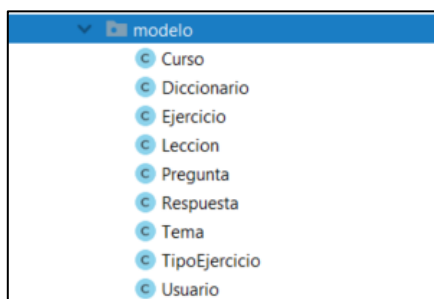 modelo
C Curso
C Diccionario
C Ejercicio
C Leccion
C Pregunta
C Respuesta
C Tema
C TipoEjercicio
C Usuario